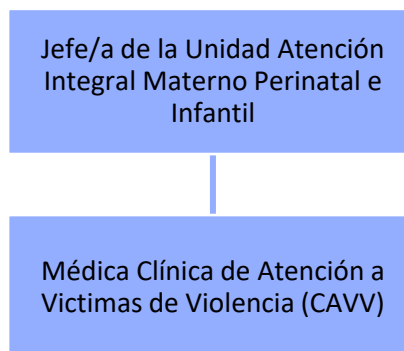 Jefe/a de la Unidad Atención
Integral Materno Perinatal e
Infantil
Médica Clínica de Atención a
Victimas de Violencia (CAVV)